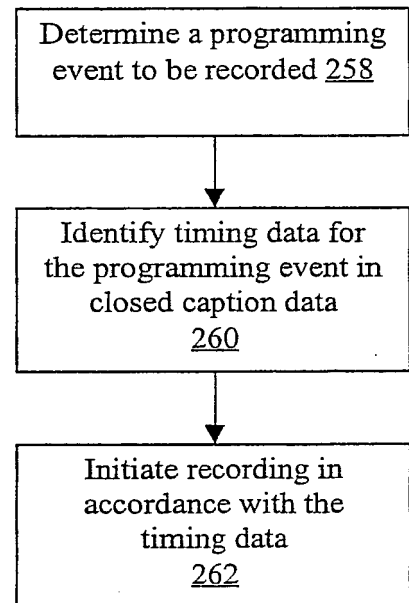 Determine a programming
event to be recorded 258
Identify timing data for
the programming event in
closed caption data
260
Initiate recording in
accordance with the
timing data
262